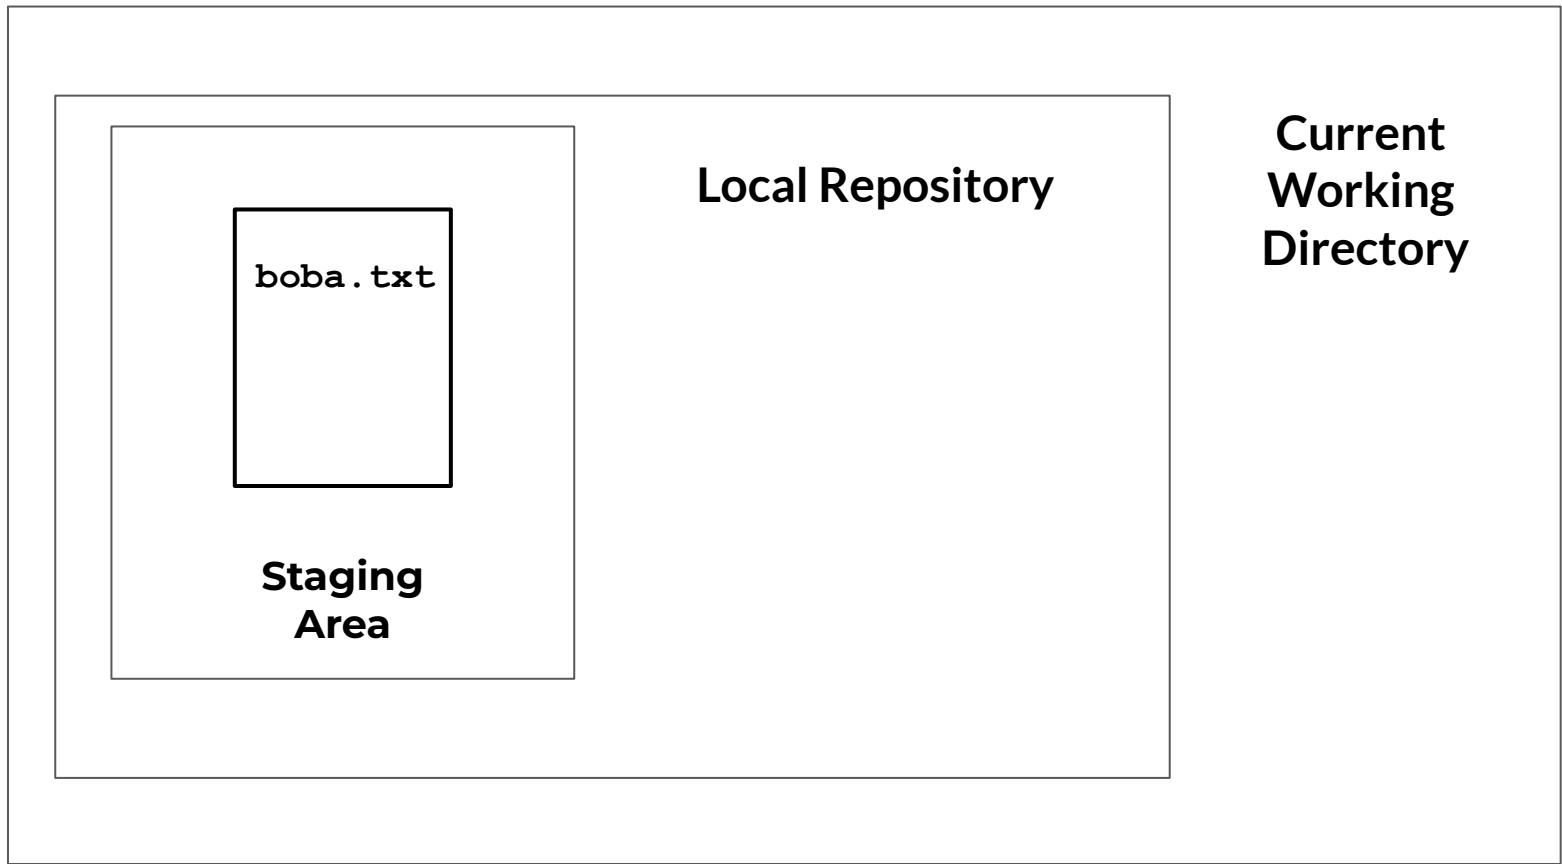 boba.txt
Staging
Area
Local Repository
Current
Working
Directory